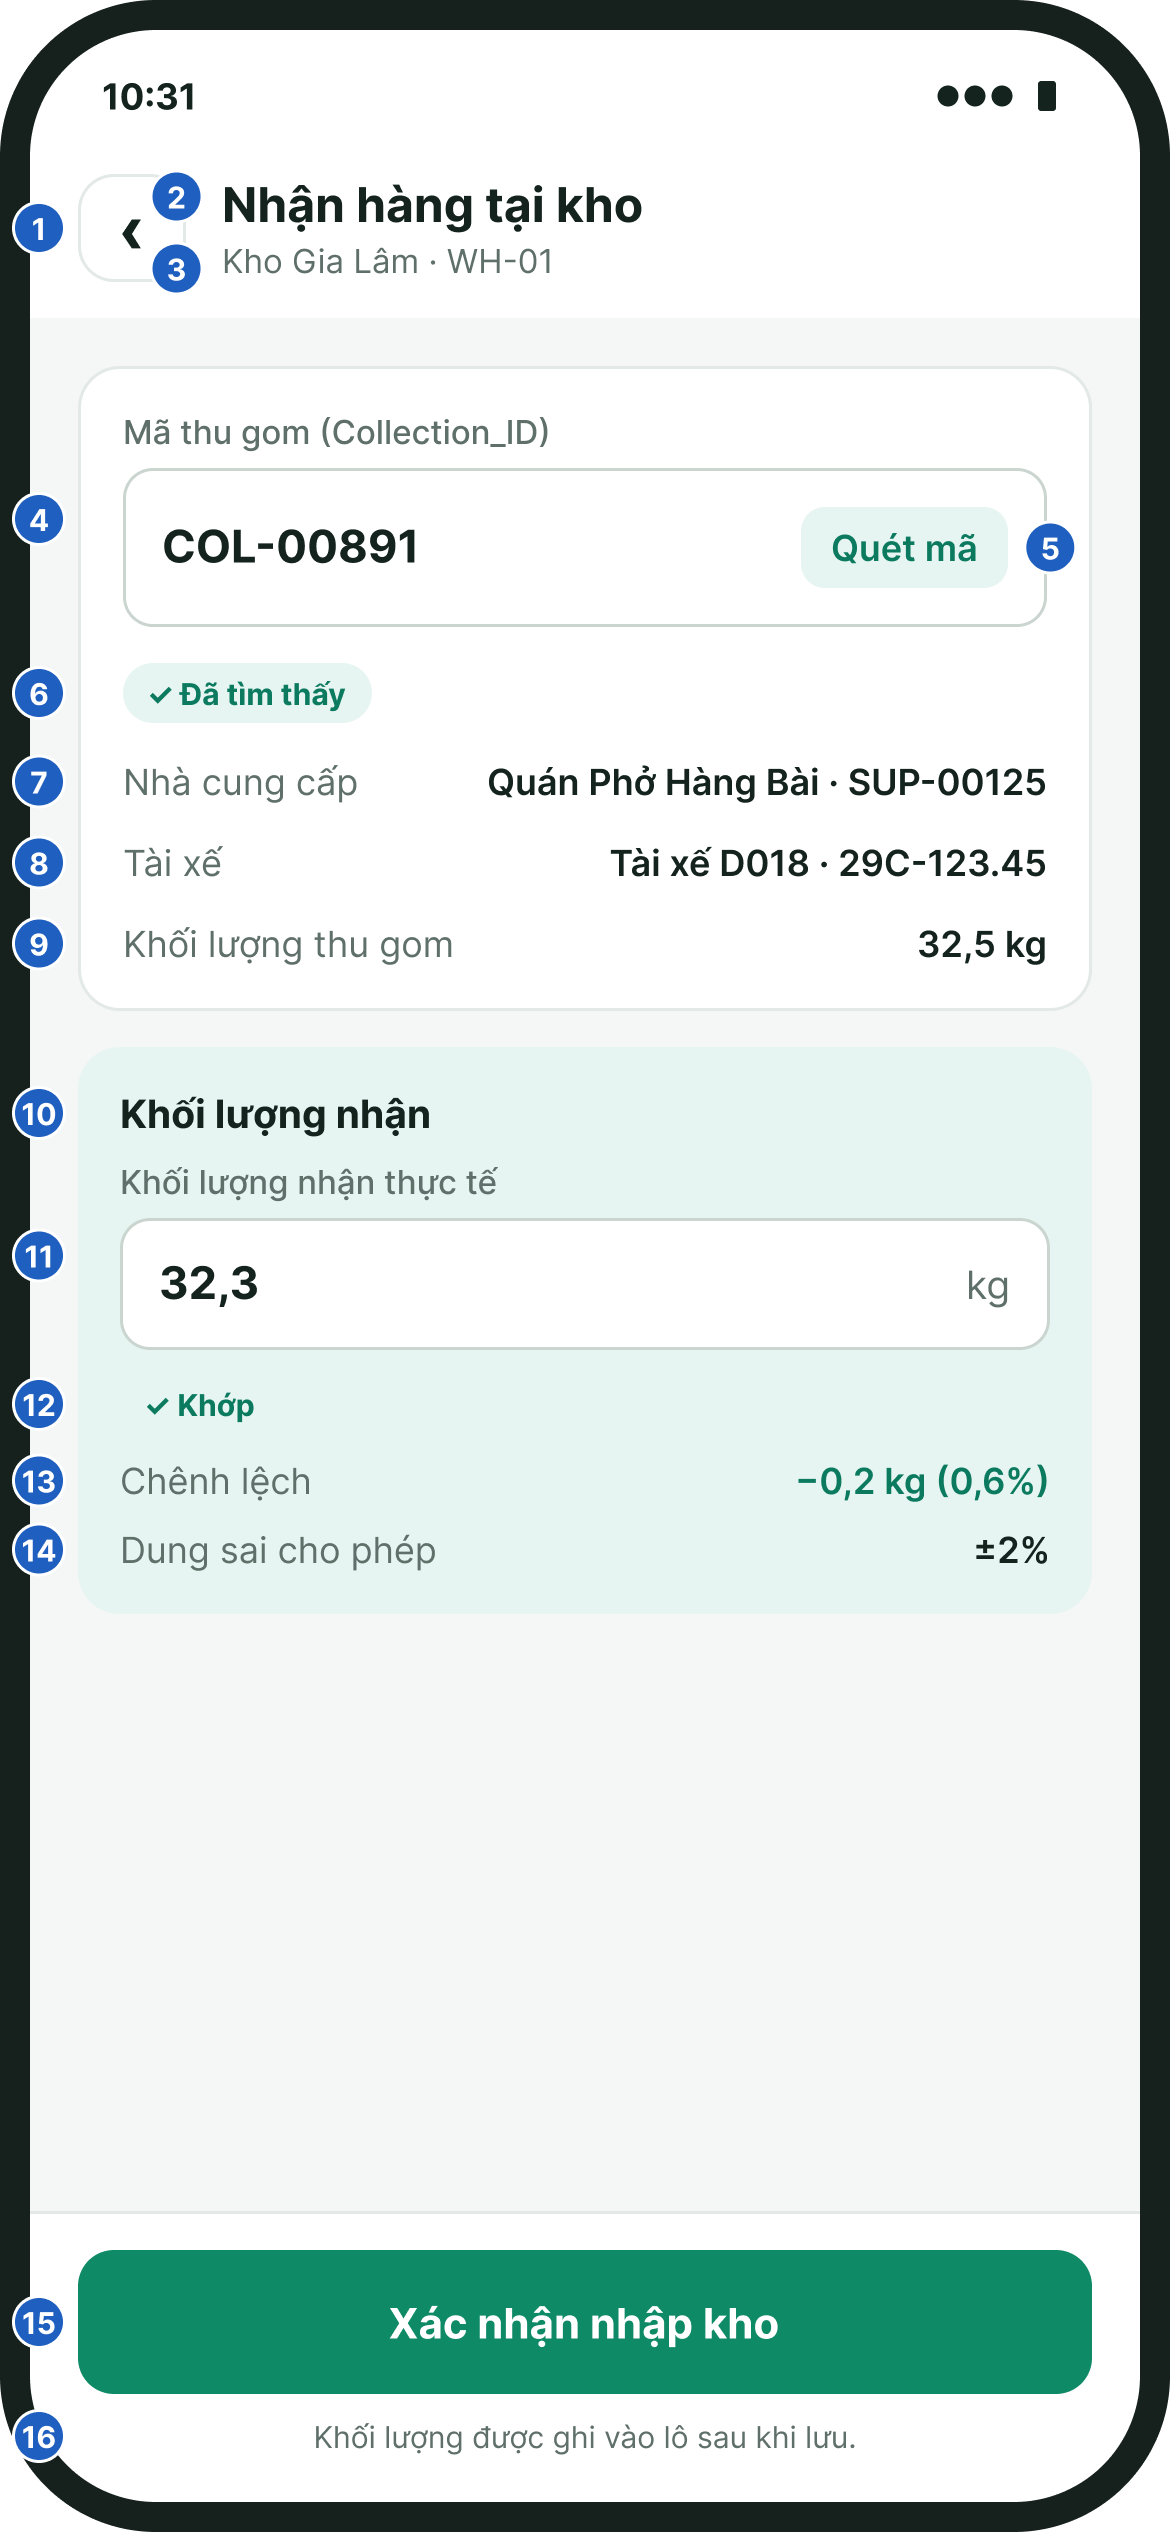 10:31
1
2
3
Nhận hàng tại kho
Kho Gia Lâm · WH-01
Mã thu gom (Collection_ID)
4
COL-00891
Quét mã
5
6
✓ Đã tìm thấy
7
Nhà cung cấp
Quán Phở Hàng Bài · SUP-00125
8
Tài xế
Tài xế D018 · 29C-123.45
9
Khối lượng thu gom
32,5 kg
10
Khối lượng nhận
Khối lượng nhận thực tế
11
32,3
kg
12
✓ Khớp
13
Chênh lệch
−0,2 kg (0,6%)
14
Dung sai cho phép
±2%
15
Xác nhận nhập kho
16
Khối lượng được ghi vào lô sau khi lưu.